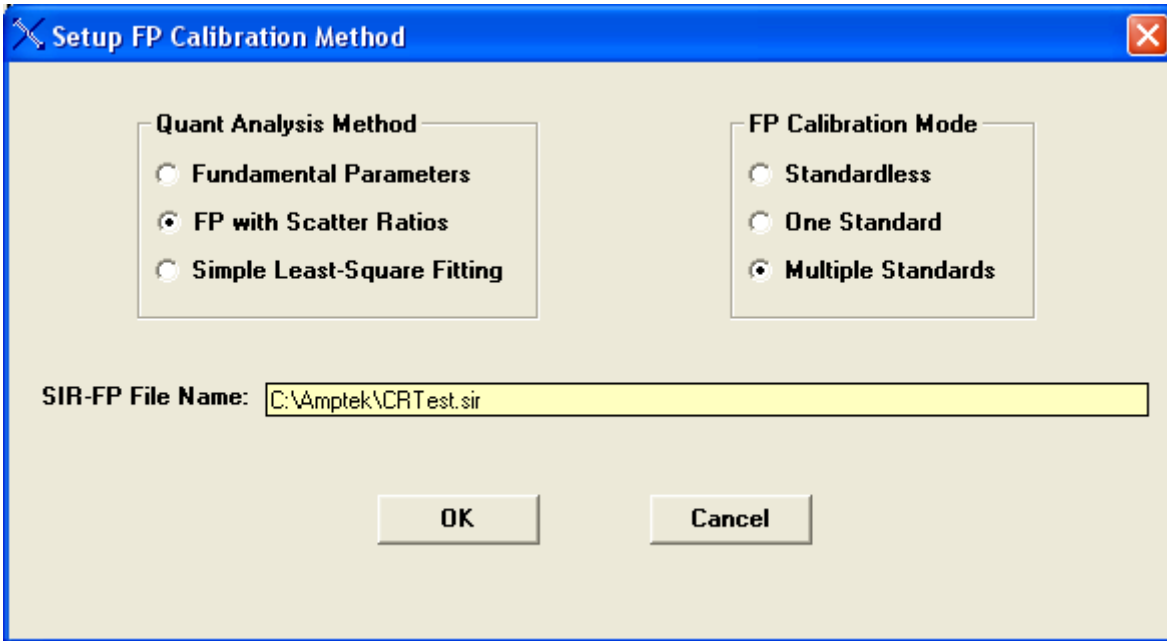 Setup FP Calibration Method
Quant Analysis Method
Fundamental Parameters
FP with Scatter Ratios
Simple Least-Square Fitting
FP Calibration Mode
Standardless
One Standard
Multiple Standards
SIR-FP File Name: C:\Amptek\CRTest.sir
OK Cancel